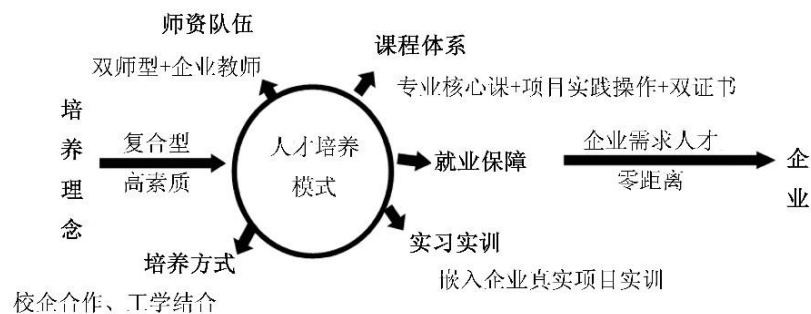 师资队伍
双师型+企业教师
课程体系
专业核心课+项目实践操作+双证书
培养理念
复合型
高素质
人才培养
模式
就业保障
企业需求人才
零距离
企业
实习实训
嵌入企业真实项目实训
培养方式
校企合作、工学结合